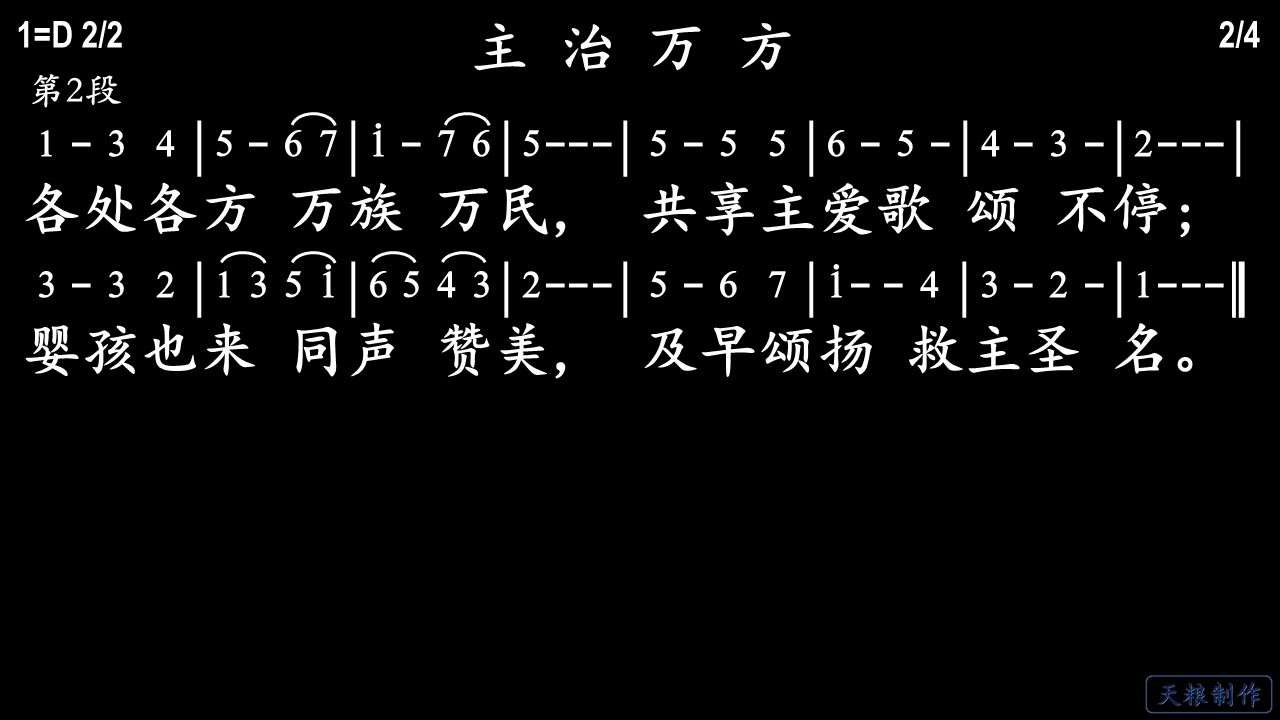 1=D 2/2 主治万方 2/4
第2段
1 - 3 4 | 5 - 6 7 | i - 7 6 | 5 - - - | 5 - 5 5 | 6 - 5 - | 4 - 3 - | 2 - - - |
各处各方 万族 万民， 共享主爱歌 颂 不停；
3 - 3 2 | 1 3 5 i | 6 5 4 3 | 2 - - - | 5 - 6 7 | i - - 4 | 3 - 2 - | 1 - - - ‖
婴孩也来 同声 赞美， 及早颂扬 救主圣 名。
天粮制作